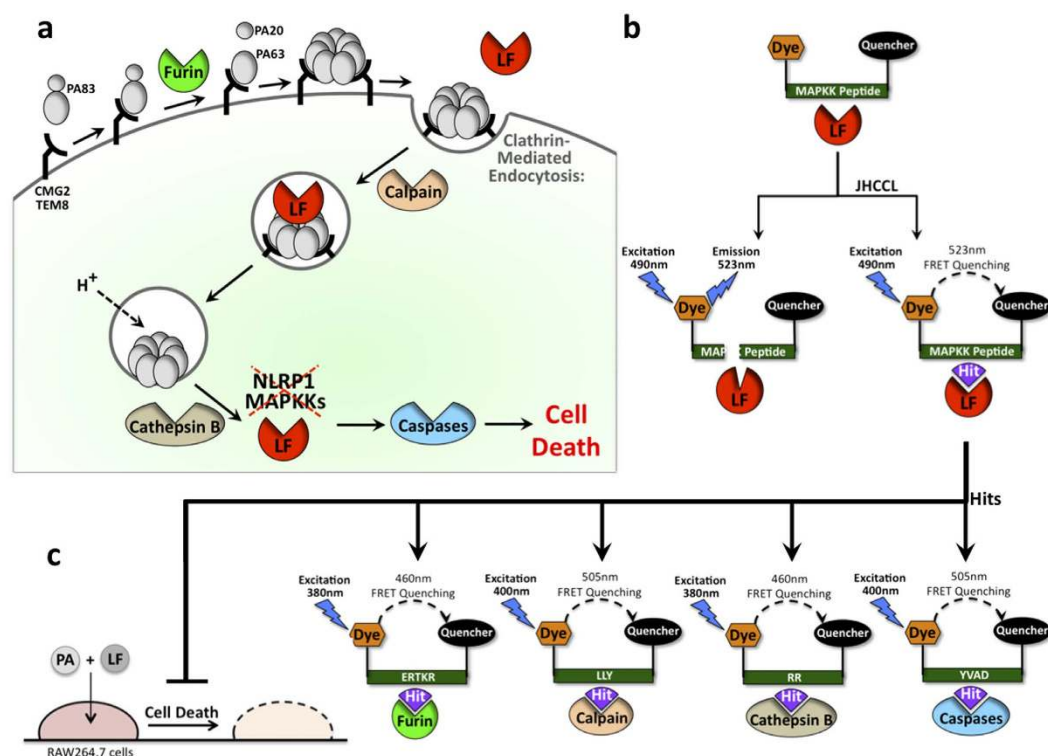 a
PA83
Furin
PA20
PA63
LF
CMG2
TEM8
Clathrin-
Mediated
Endocytosis:
Calpain
LF
H+
NLRP1
MAPKKs
Cathepsin B
LF
Caspases
Cell
Death
b
Dye
Quencher
MAPKK Peptide
LF
JHCCL
Excitation
490nm
Emission
523nm
Dye
Quencher
MAPKK Peptide
LF
Excitation
490nm
523nm
FRET Quenching
Dye
Quencher
MAPKK Peptide
Hit
LF
Hits
c
PA + LF
Cell Death
RAW264.7 cells
Excitation
380nm
460nm
FRET Quenching
Dye
Quencher
ERTKR
Hit
Furin
Excitation
400nm
505nm
FRET Quenching
Dye
Quencher
LLY
Hit
Calpain
Excitation
380nm
460nm
FRET Quenching
Dye
Quencher
RR
Hit
Cathepsin B
Excitation
400nm
505nm
FRET Quenching
Dye
Quencher
YVAD
Hit
Caspases